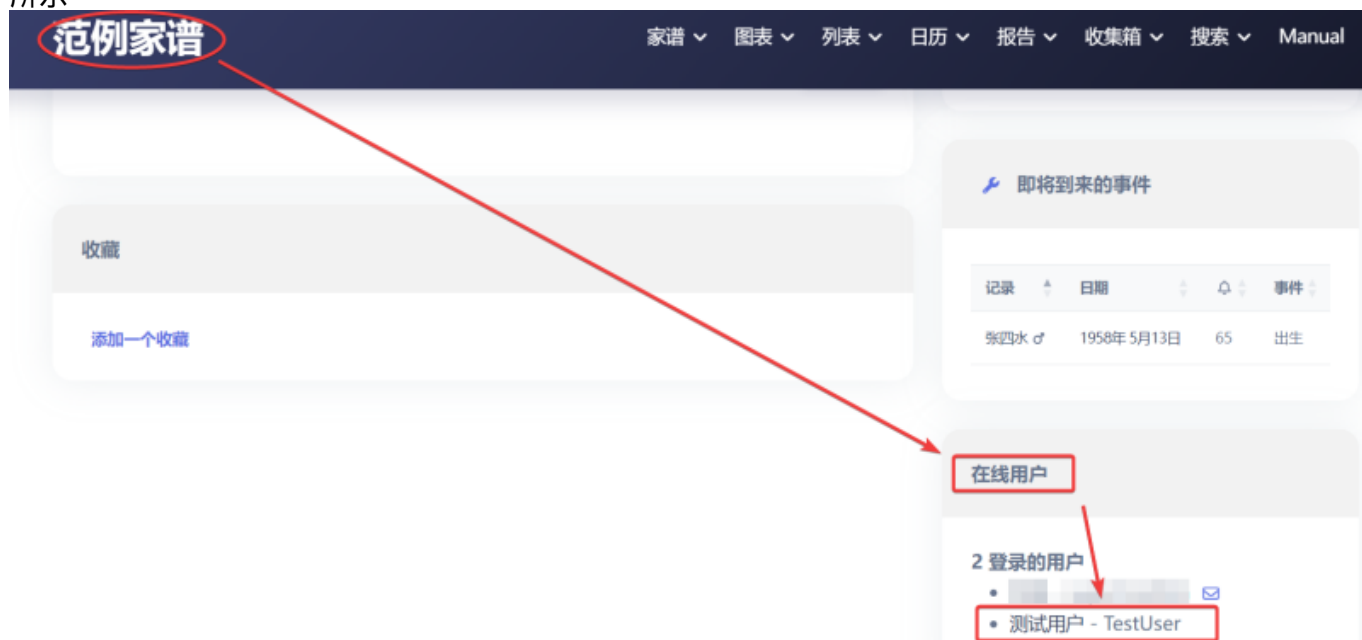 所示
范例家谱
家谱 图表 列表 日历 报告 收集箱 搜索 Manual
即将到来的事件
收藏
记录 日期 事件
添加一个收藏
张四水 ♂ 1958年 5月13日 65 出生
在线用户
2 登录的用户
• 测试用户 - TestUser